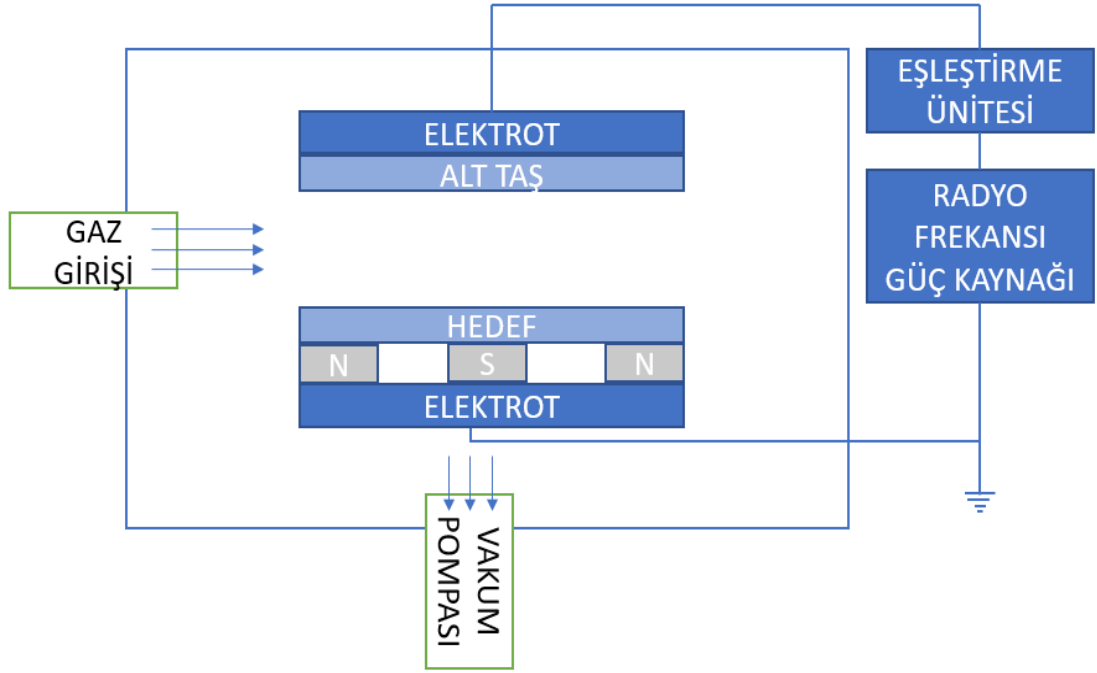 EŞLEŞTİRME
ÜNİTESİ
ELEKTROT
ALT TAŞ
RADYO
FREKANSI
GÜÇ KAYNAĞI
GAZ
GİRİŞİ
HEDEF
N
S
N
ELEKTROT
VAKUM
POMPASI